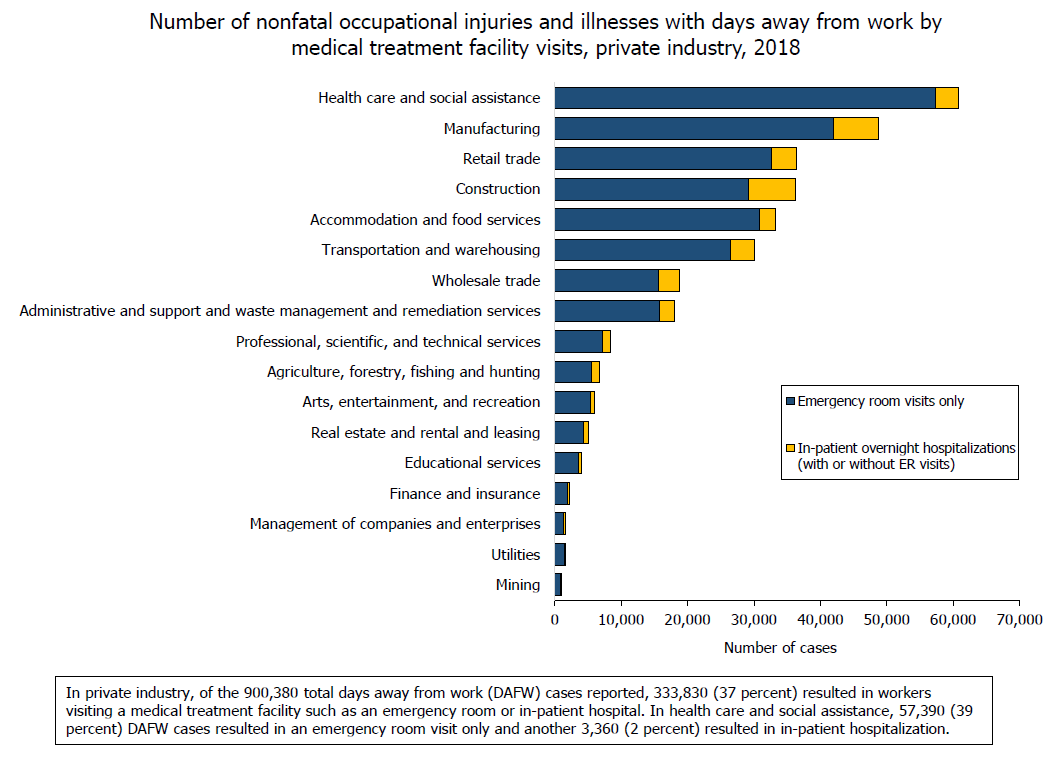 Number of nonfatal occupational injuries and illnesses with days away from work by
medical treatment facility visits, private industry, 2018
Health care and social assistance
Manufacturing
Retail trade
Construction
Accommodation and food services
Transportation and warehousing
Wholesale trade
Administrative and support and waste management and remediation services
Professional, scientific, and technical services
Agriculture, forestry, fishing and hunting
Arts, entertainment, and recreation
Real estate and rental and leasing
Educational services
Finance and insurance
Management of companies and enterprises
Utilities
Mining
Emergency room visits only
In-patient overnight hospitalizations
(with or without ER visits)
0 10,000 20,000 30,000 40,000 50,000 60,000 70,000
Number of cases
In private industry, of the 900,380 total days away from work (DAFW) cases reported, 333,830 (37 percent) resulted in workers
visiting a medical treatment facility such as an emergency room or in-patient hospital. In health care and social assistance, 57,390 (39
percent) DAFW cases resulted in an emergency room visit only and another 3,360 (2 percent) resulted in in-patient hospitalization.